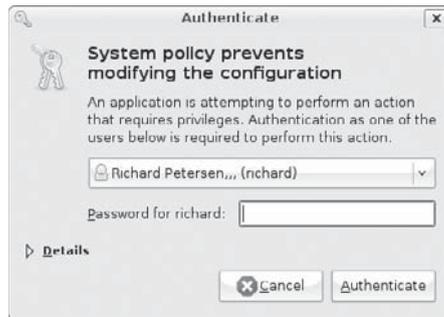 Authenticate
System policy prevents
modifying the configuration
An application is attempting to perform an action
that requires privileges. Authentication as one of the
users below is required to perform this action.
Richard Petersen,,, (richard)
Password for richard:
Details
Cancel
Authenticate